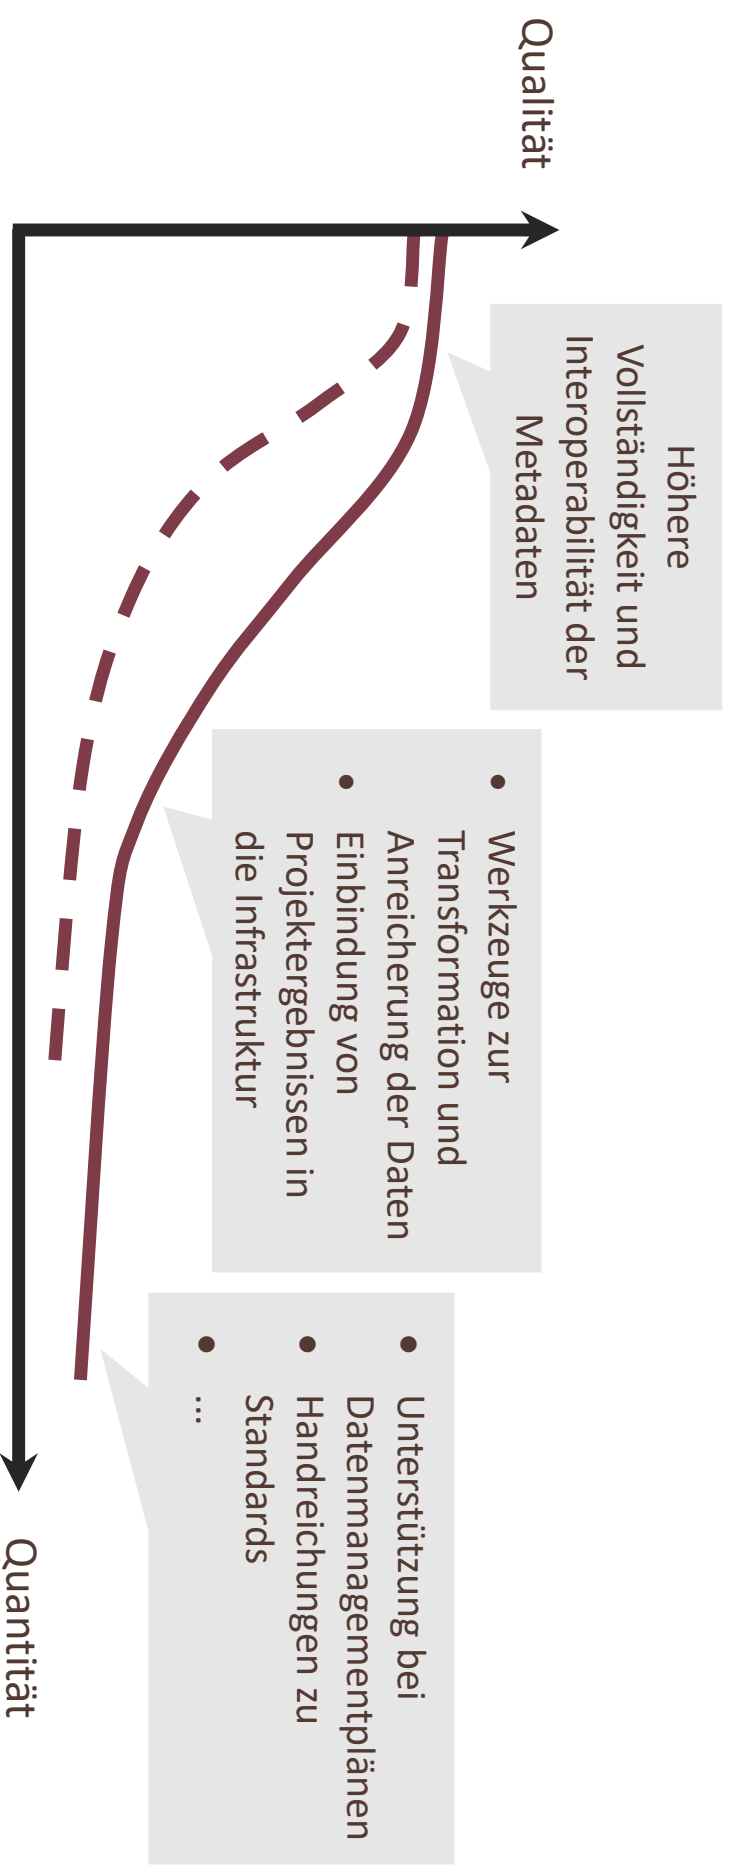 Qualität
Höhere
Vollständigkeit und
Interoperabilität der
Metadaten
• Werkzeuge zur
Transformation und
Anreicherung der Daten
• Einbindung von
Projektergebnissen in
die Infrastruktur
• Unterstützung bei
Datenmanagementplänen
• Handreichungen zu
Standards
• ...
Quantität